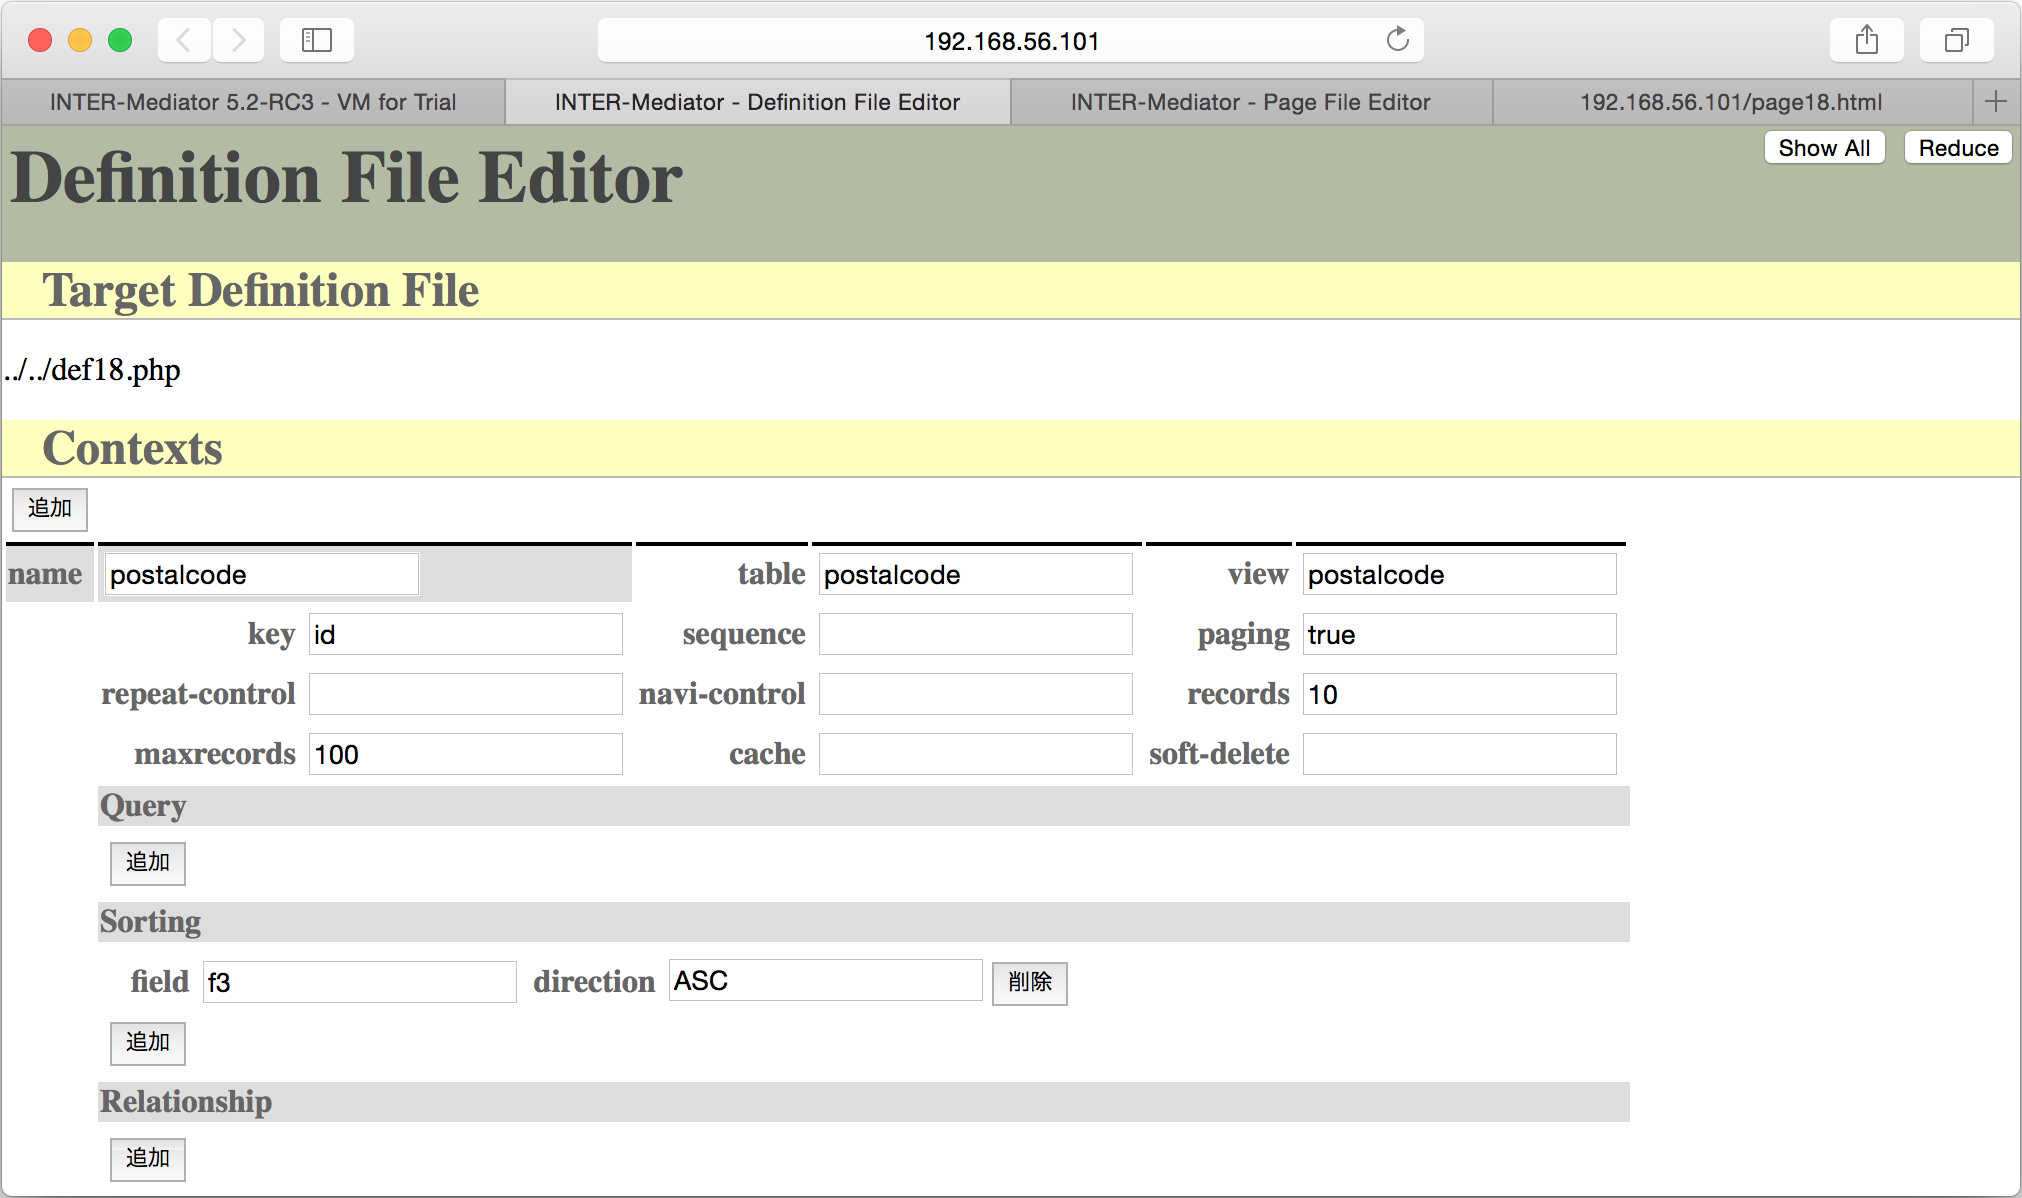 192.168.56.101
INTER-Mediator 5.2-RC3 - VM for Trial
INTER-Mediator - Definition File Editor
INTER-Mediator - Page File Editor
192.168.56.101/page18.html
Definition File Editor
Show All
Reduce
Target Definition File
../../def18.php
Contexts
追加
name postalcode table postalcode view postalcode
key id sequence paging true
repeat-control navi-control records 10
maxrecords 100 cache soft-delete
Query
追加
Sorting
field f3 direction ASC 削除
追加
Relationship
追加